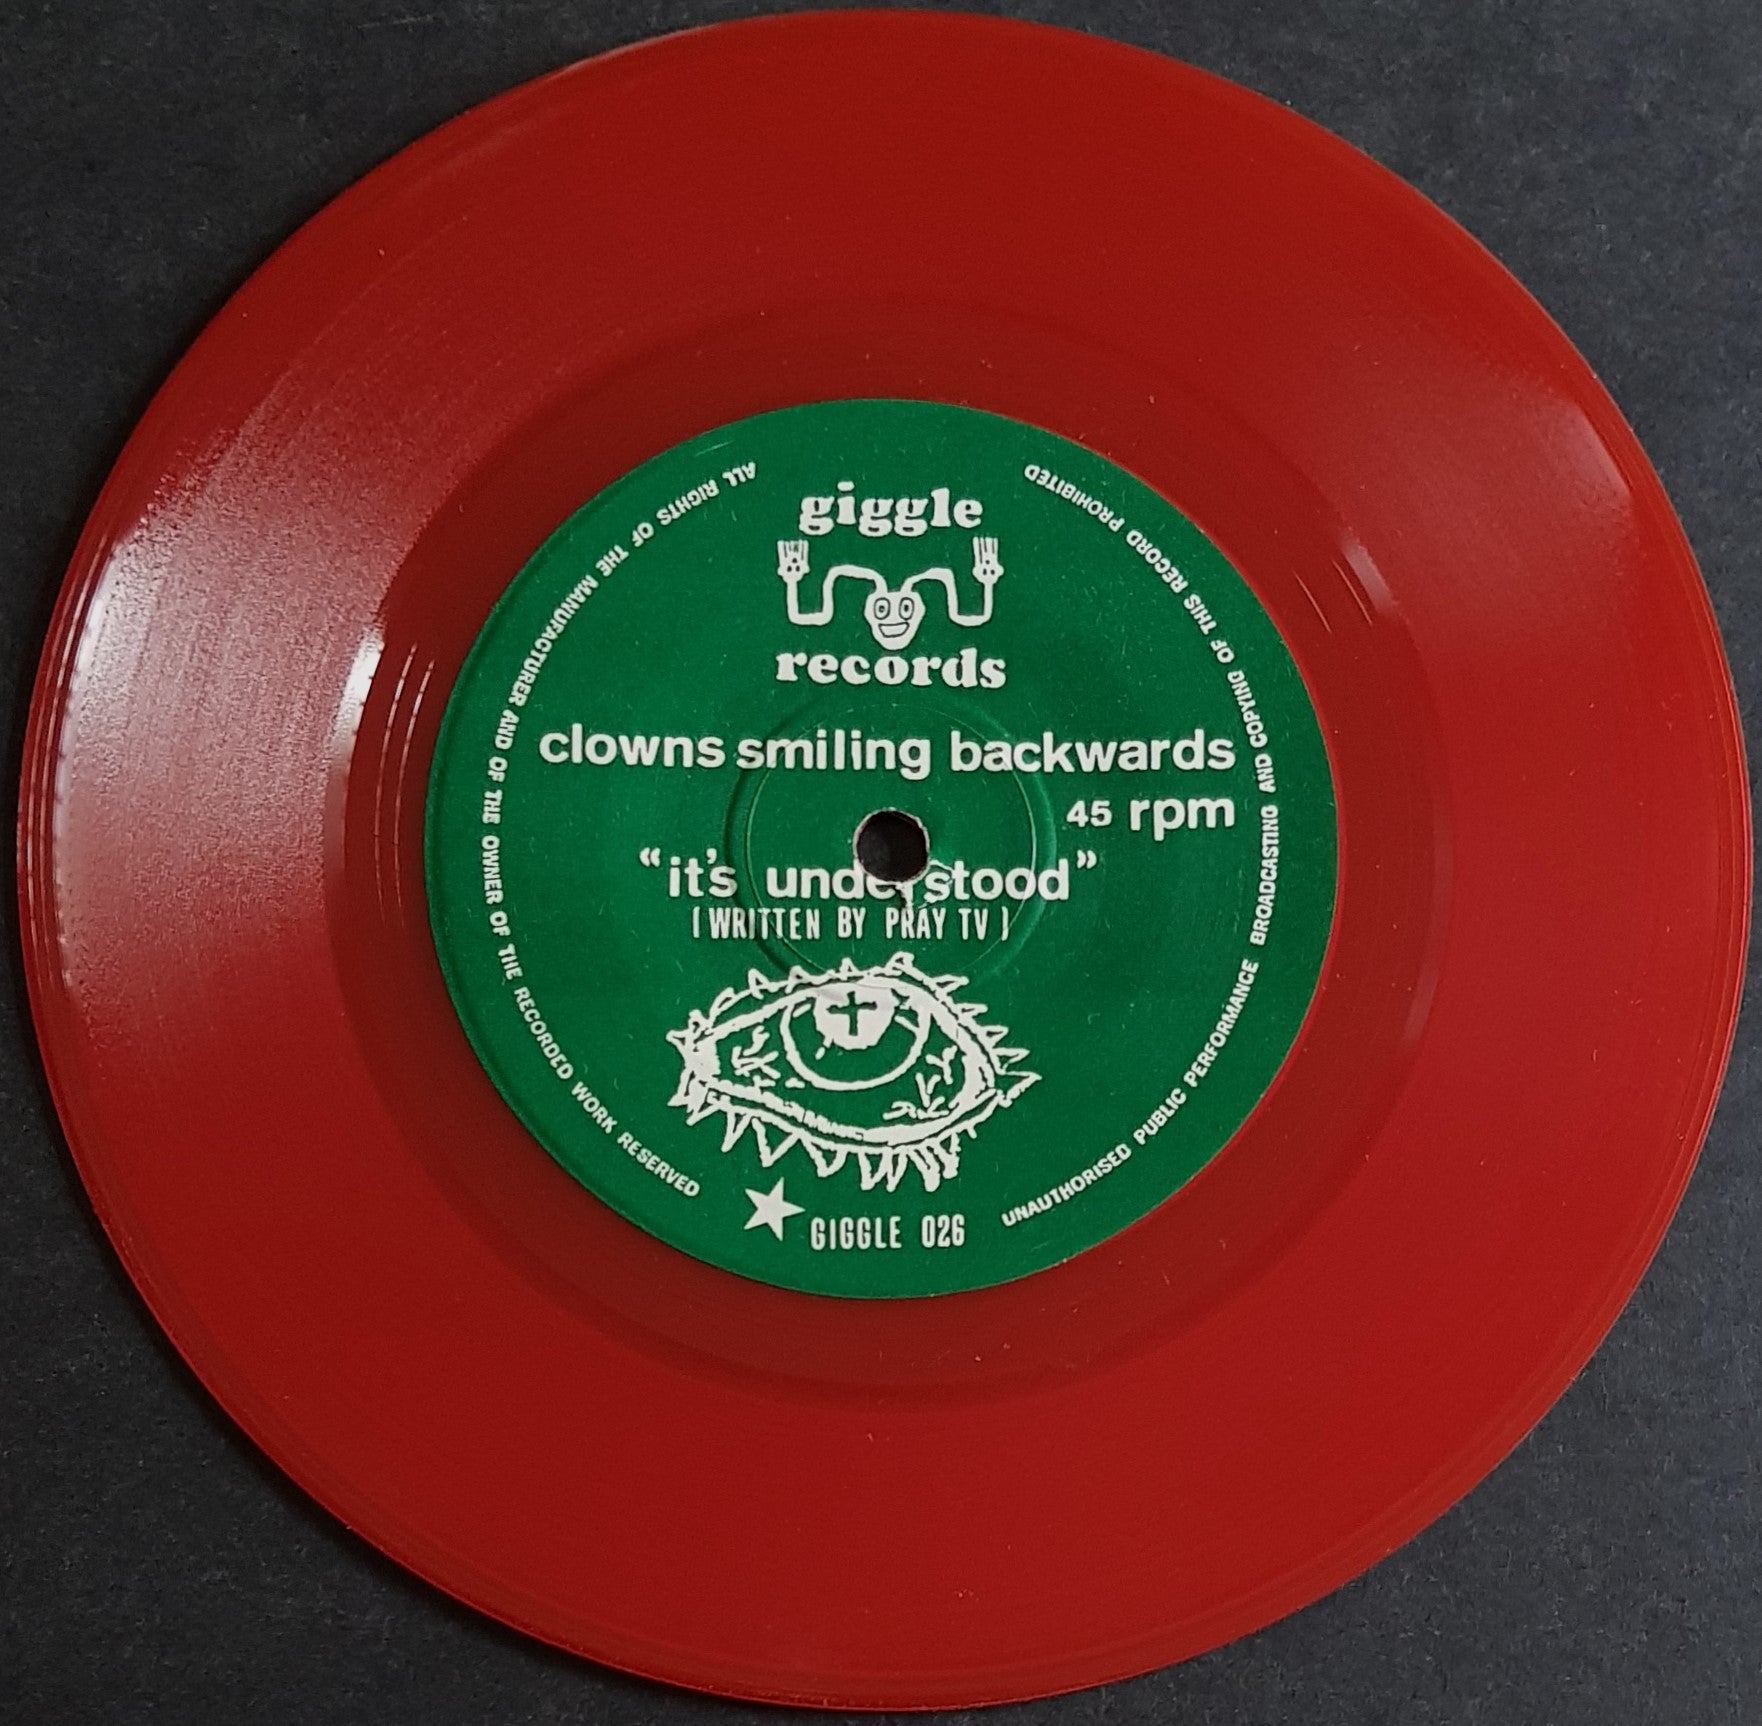 giggle
records
clowns smiling backwards
45 rpm
“it's understood”
(WRITTEN BY PRAY TV)
GIGGLE 026
ALL RIGHTS OF THE MANUFACTURER AND OF THE OWNER OF THE RECORDED WORK RESERVED
UNAUTHORISED PUBLIC PERFORMANCE BROADCASTING AND COPYING OF THIS RECORD PROHIBITED